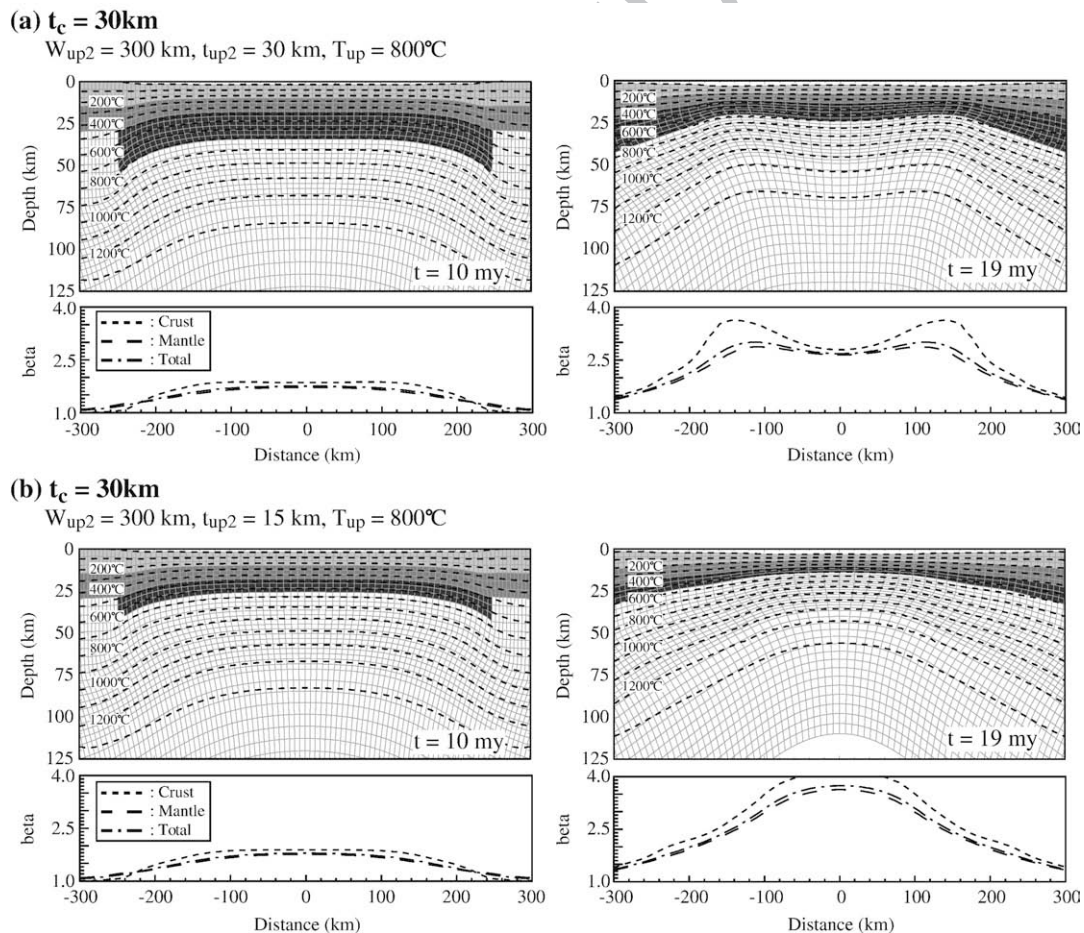 (a) t_c = 30km
W_up2 = 300 km, t_up2 = 30 km, T_up = 800℃
0
25
50
75
100
125
Depth (km)
200℃
400℃
600℃
800℃
1000℃
1200℃
t = 10 my
0
25
50
75
100
125
Depth (km)
200℃
400℃
600℃
800℃
1000℃
1200℃
t = 19 my
4.0
2.5
1.0
beta
: Crust
: Mantle
: Total
-300 -200 -100 0 100 200 300
Distance (km)
4.0
2.5
1.0
beta
-300 -200 -100 0 100 200 300
Distance (km)
(b) t_c = 30km
W_up2 = 300 km, t_up2 = 15 km, T_up = 800℃
0
25
50
75
100
125
Depth (km)
200℃
400℃
600℃
800℃
1000℃
1200℃
t = 10 my
0
25
50
75
100
125
Depth (km)
200℃
400℃
600℃
800℃
1000℃
1200℃
t = 19 my
4.0
2.5
1.0
beta
: Crust
: Mantle
: Total
-300 -200 -100 0 100 200 300
Distance (km)
4.0
2.5
1.0
beta
-300 -200 -100 0 100 200 300
Distance (km)